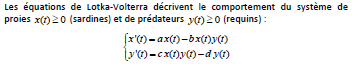 Les équations de Lotka-Volterra décrivent le comportement du système de
proies x(t)≥0 (sardines) et de prédateurs y(t)≥0 (requins) :
{x'(t)=ax(t)−bx(t)y(t)
{y'(t)=cx(t)y(t)−dy(t)